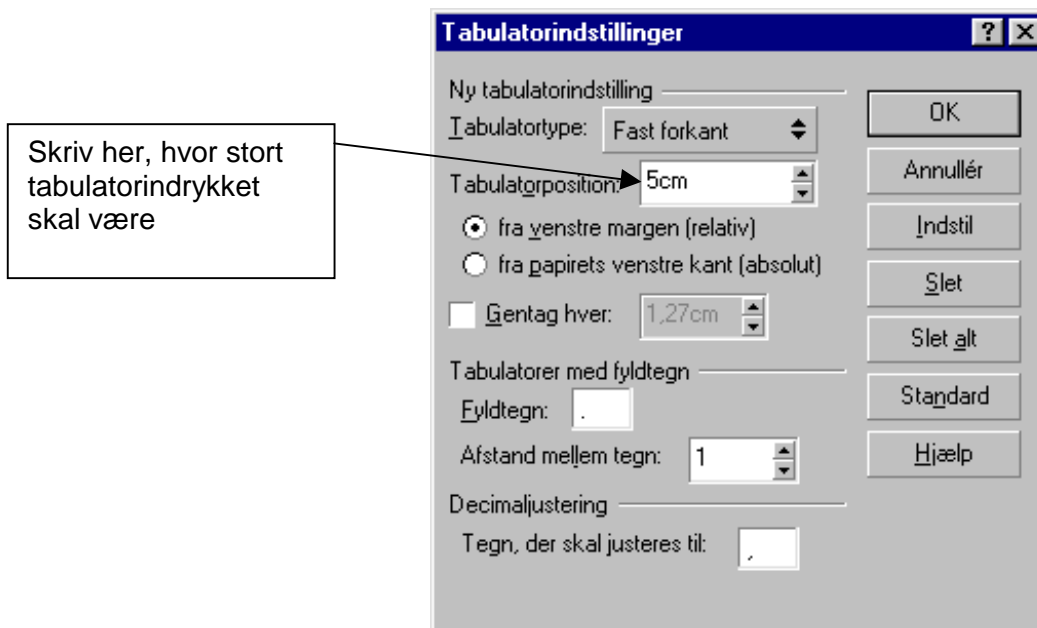 Tabulatorindstillinger
Skriv her, hvor stort
tabulatorindrykket
skal være
Ny tabulatorindstilling
Tabulatortype: Fast forkant
Tabulatorposition: 5cm
fra venstre margen (relativ)
fra papirets venstre kant (absolut)
Gentag hver: 1,27cm
Tabulatorer med fyldtegn
Fyldtegn: .
Afstand mellem tegn: 1
Decimaljustering
Tegn, der skal justeres til: ,
OK
Annullér
Indstil
Slet
Slet alt
Standard
Hjælp